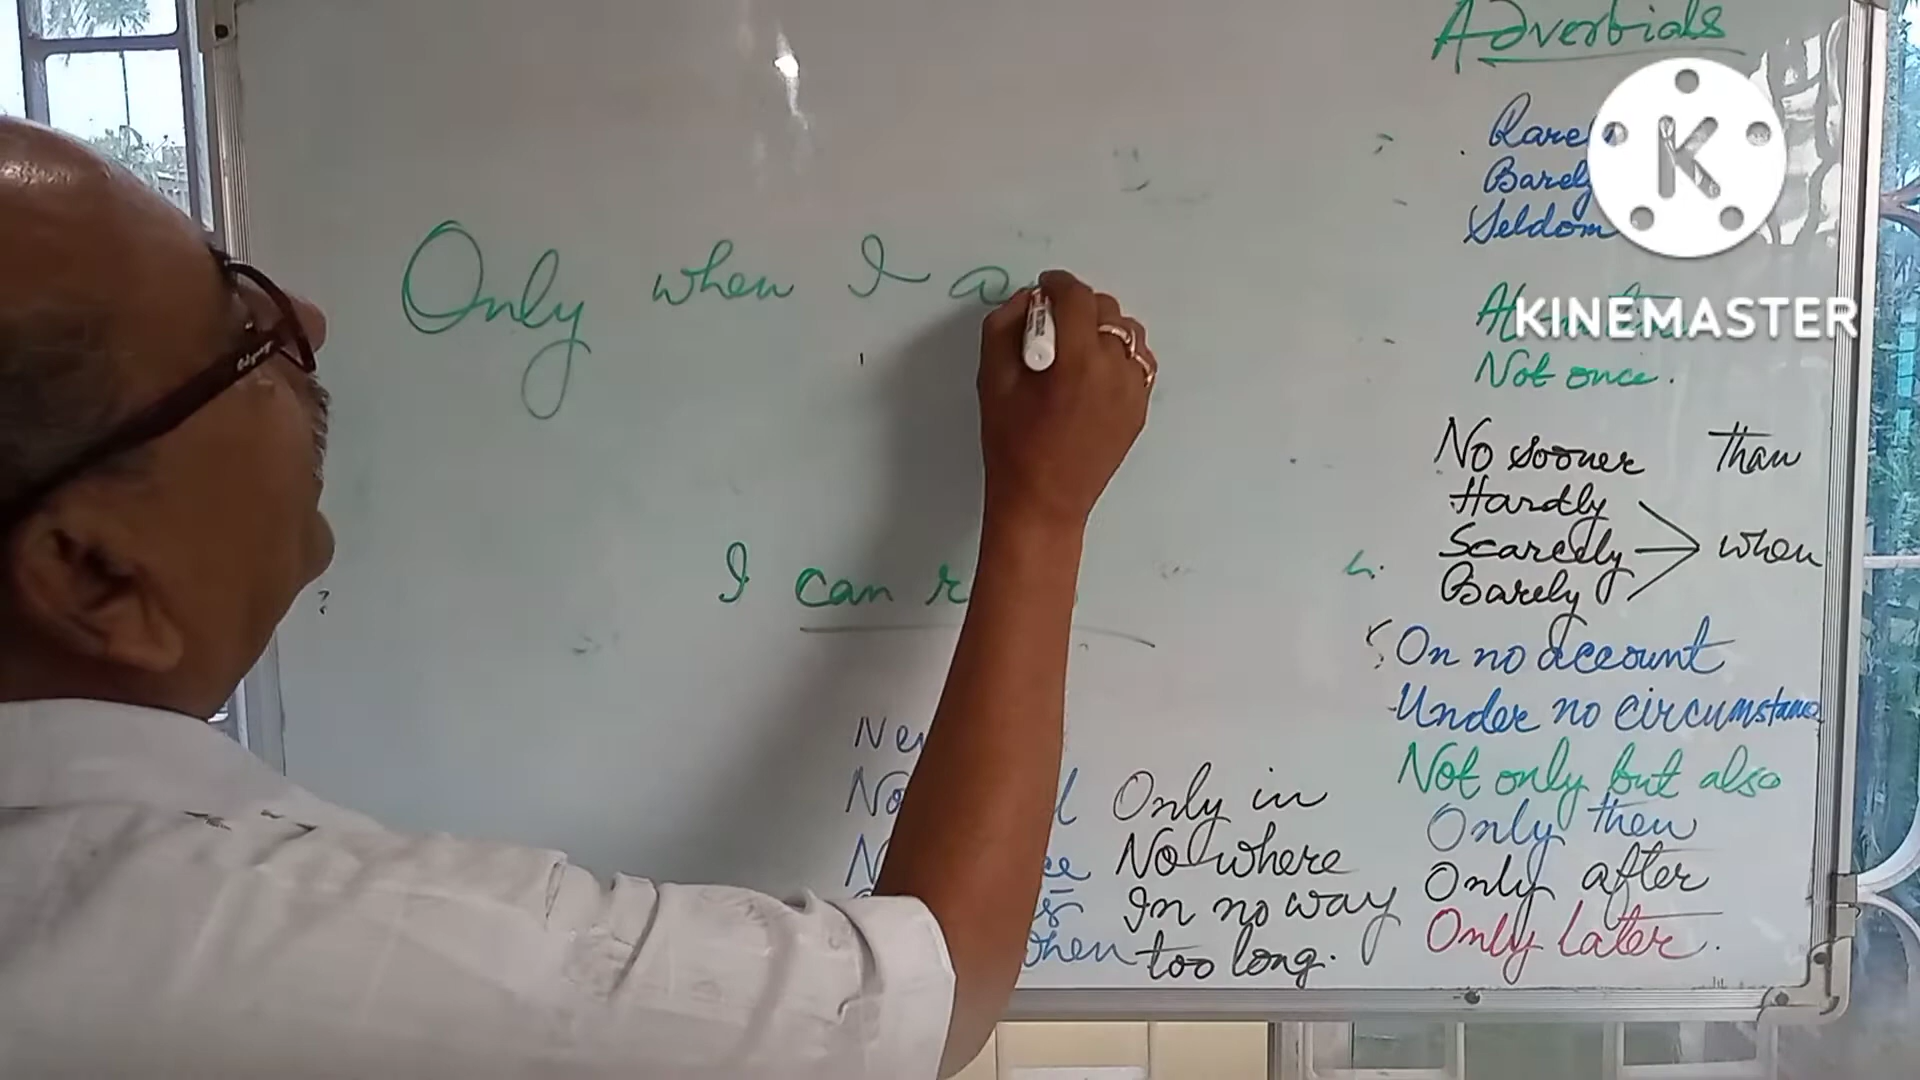 Adverbials
Barely
Seldom
KINEMASTER
Not once.
Only when I
No sooner than
Hardly
Scarcely when
Barely
I can
On no account
Under no circumstance
Not only but also
Only in
Only then
No where
Only after
In no way
Only later.
when too long.